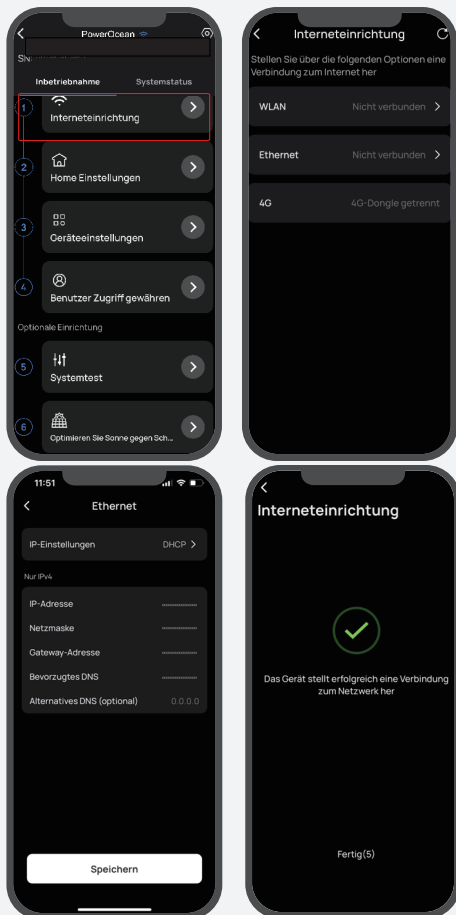 PowerOcean
SN:
Inbetriebnahme
Systemstatus
1
Interneteinrichtung
2
Home Einstellungen
3
Geräteeinstellungen
4
Benutzer Zugriff gewähren
Optionale Einrichtung
5
Systemtest
6
Optimieren Sie Sonne gegen Sch...
Interneteinrichtung
Stellen Sie über die folgenden Optionen eine
Verbindung zum Internet her
WLAN Nicht verbunden
Ethernet Nicht verbunden
4G 4G-Dongle getrennt
11:51
Ethernet
IP-Einstellungen DHCP
Nur IPv4
IP-Adresse
Netzmaske
Gateway-Adresse
Bevorzugtes DNS
Alternatives DNS (optional) 0.0.0.0
Speichern
Interneteinrichtung
Das Gerät stellt erfolgreich eine Verbindung
zum Netzwerk her
Fertig(5)